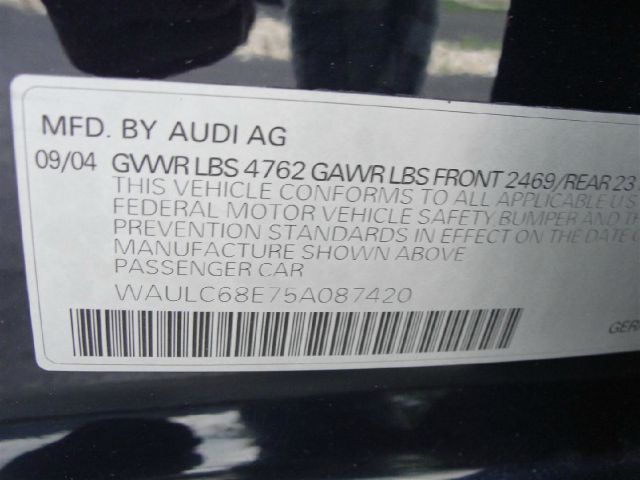 MFD. BY AUDI AG
09/04 GVWR LBS 4762 GAWR LBS FRONT 2469/REAR 23
THIS VEHICLE CONFORMS TO ALL APPLICABLE U.S
FEDERAL MOTOR VEHICLE SAFETY BUMPER AND T
PREVENTION STANDARDS IN EFFECT ON THE DATE O
MANUFACTURE SHOWN ABOVE
PASSENGER CAR
WAULC68E75A087420
GER